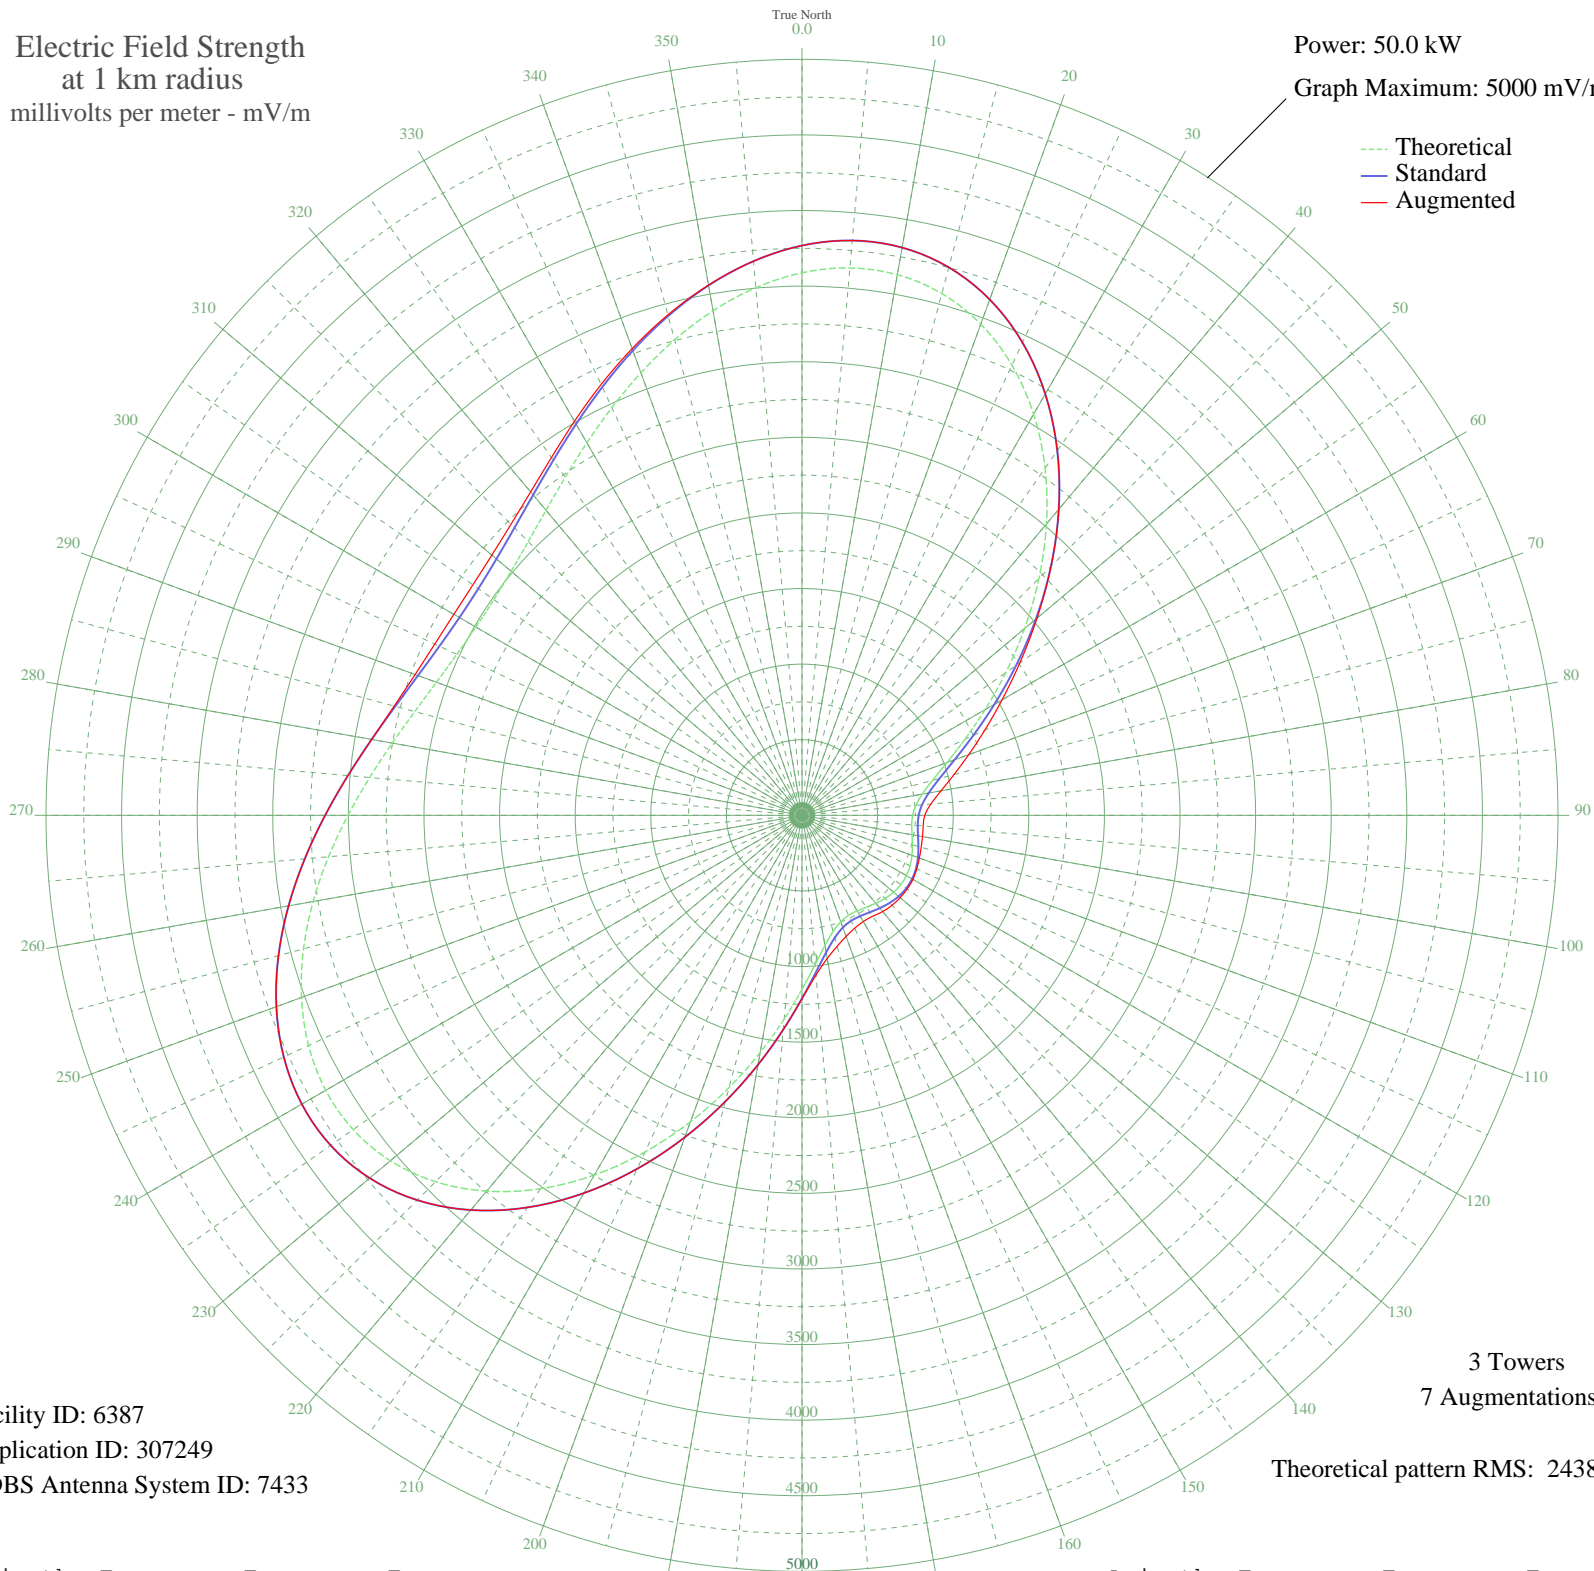 True North
0.0
Electric Field Strength
at 1 km radius
millivolts per meter - mV/m
Power: 50.0 kW
Graph Maximum: 5000 mV/
Theoretical
Standard
Augmented
10
20
30
40
50
60
70
80
90
100
110
120
130
140
150
160
200
210
220
230
240
250
260
270
280
290
300
310
320
330
340
350
1000
1500
2000
2500
3000
3500
4000
4500
5000
3 Towers
7 Augmentations
Theoretical pattern RMS: 2438
cility ID: 6387
plication ID: 307249
DBS Antenna System ID: 7433